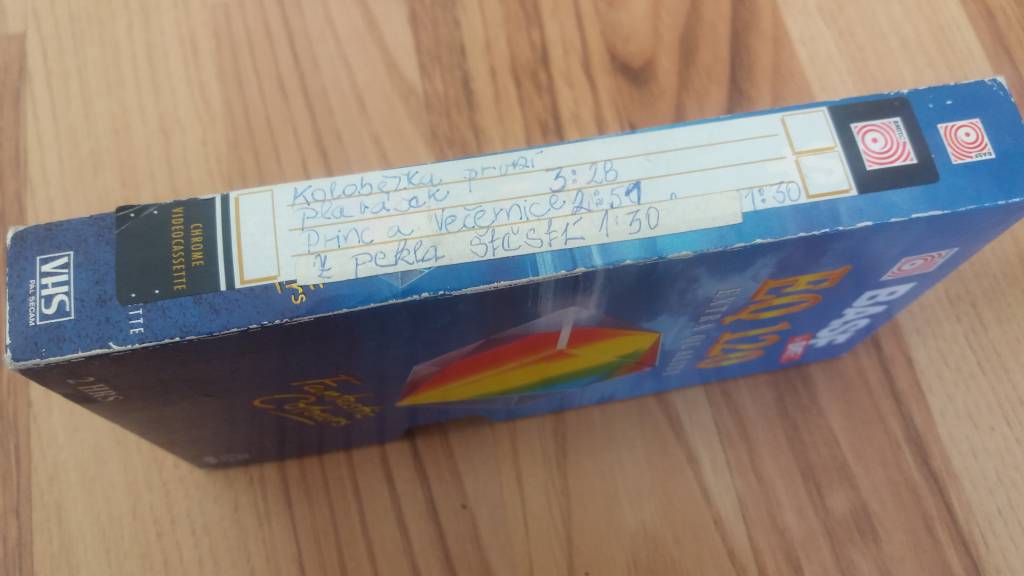 Koloběžka první
plaváček 3:28
princ a Večernice 2:59
Z pekla štěstí 1:30
1:30
CHROME
VIDEOCASSETTE
VHS
PAL SECAM
BASF
EQ 120
2 HRS